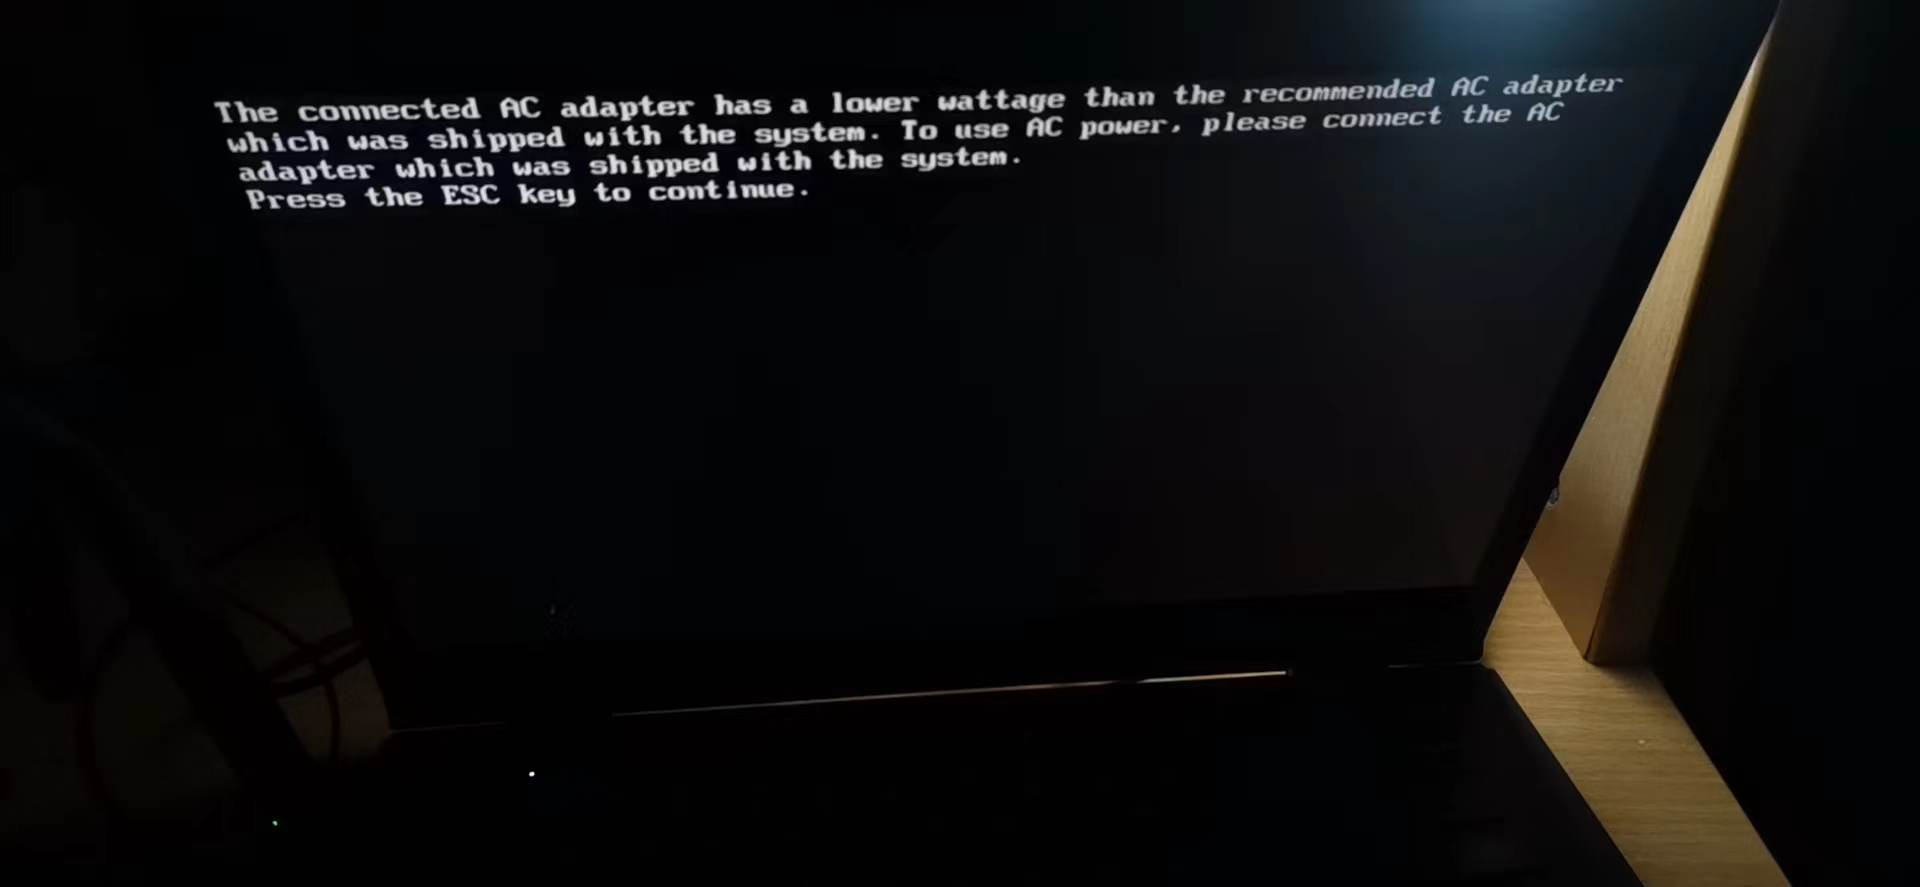 The connected AC adapter has a lower wattage than the recommended AC adapter
which was shipped with the system. To use AC power, please connect the AC
adapter which was shipped with the system.
Press the ESC key to continue.